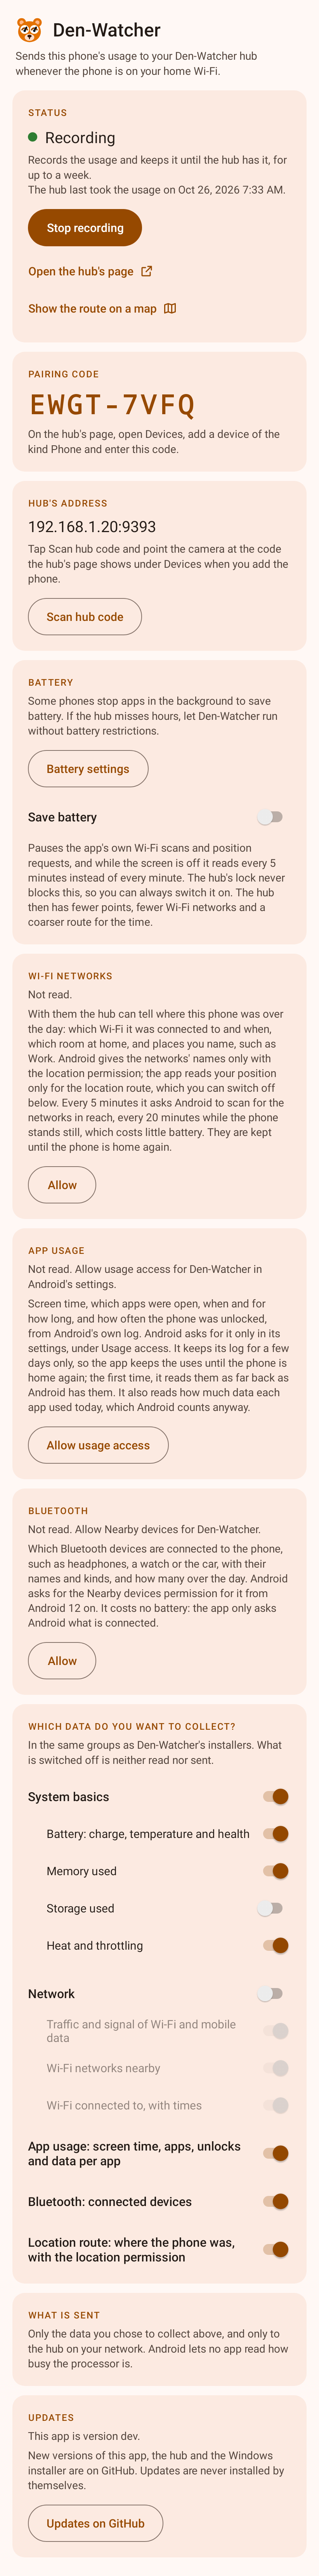 Den-Watcher
Sends this phone's usage to your Den-Watcher hub
whenever the phone is on your home Wi-Fi.
STATUS
Recording
Records the usage and keeps it until the hub has it, for
up to a week.
The hub last took the usage on Oct 26, 2026 7:33 AM.
Stop recording
Open the hub's page
Show the route on a map
PAIRING CODE
EWGT-7VFQ
On the hub's page, open Devices, add a device of the
kind Phone and enter this code.
HUB'S ADDRESS
192.168.1.20:9393
Tap Scan hub code and point the camera at the code
the hub's page shows under Devices when you add the
phone.
Scan hub code
BATTERY
Some phones stop apps in the background to save
battery. If the hub misses hours, let Den-Watcher run
without battery restrictions.
Battery settings
Save battery
Pauses the app's own Wi-Fi scans and position
requests, and while the screen is off it reads every 5
minutes instead of every minute. The hub's lock never
blocks this, so you can always switch it on. The hub
then has fewer points, fewer Wi-Fi networks and a
coarser route for the time.
WI-FI NETWORKS
Not read.
With them the hub can tell where this phone was over
the day: which Wi-Fi it was connected to and when,
which room at home, and places you name, such as
Work. Android gives the networks' names only with
the location permission; the app reads your position
only for the location route, which you can switch off
below. Every 5 minutes it asks Android to scan for the
networks in reach, every 20 minutes while the phone
stands still, which costs little battery. They are kept
until the phone is home again.
Allow
APP USAGE
Not read. Allow usage access for Den-Watcher in
Android's settings.
Screen time, which apps were open, when and for
how long, and how often the phone was unlocked,
from Android's own log. Android asks for it only in its
settings, under Usage access. It keeps its log for a few
days only, so the app keeps the uses until the phone is
home again; the first time, it reads them as far back as
Android has them. It also reads how much data each
app used today, which Android counts anyway.
Allow usage access
BLUETOOTH
Not read. Allow Nearby devices for Den-Watcher.
Which Bluetooth devices are connected to the phone,
such as headphones, a watch or the car, with their
names and kinds, and how many over the day. Android
asks for the Nearby devices permission for it from
Android 12 on. It costs no battery: the app only asks
Android what is connected.
Allow
WHICH DATA DO YOU WANT TO COLLECT?
In the same groups as Den-Watcher's installers. What
is switched off is neither read nor sent.
System basics
Battery: charge, temperature and health
Memory used
Storage used
Heat and throttling
Network
Traffic and signal of Wi-Fi and mobile
data
Wi-Fi networks nearby
Wi-Fi connected to, with times
App usage: screen time, apps, unlocks
and data per app
Bluetooth: connected devices
Location route: where the phone was,
with the location permission
WHAT IS SENT
Only the data you chose to collect above, and only to
the hub on your network. Android lets no app read how
busy the processor is.
UPDATES
This app is version dev.
New versions of this app, the hub and the Windows
installer are on GitHub. Updates are never installed by
themselves.
Updates on GitHub